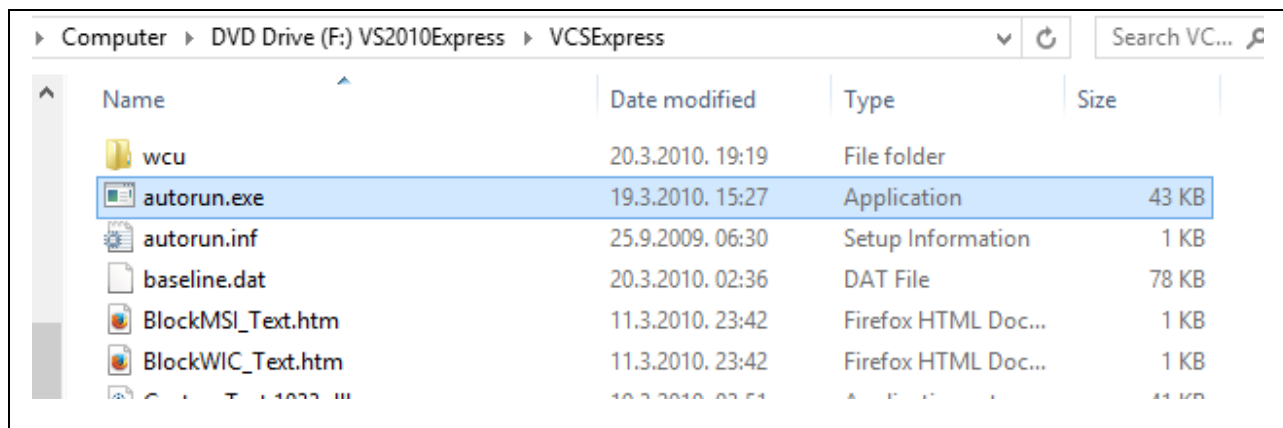 Computer DVD Drive (F:) VS2010Express VCSExpress Search VC...
Name Date modified Type Size
wcu 20.3.2010. 19:19 File folder
autorun.exe 19.3.2010. 15:27 Application 43 KB
autorun.inf 25.9.2009. 06:30 Setup Information 1 KB
baseline.dat 20.3.2010. 02:36 DAT File 78 KB
BlockMSI_Text.htm 11.3.2010. 23:42 Firefox HTML Doc... 1 KB
BlockWIC_Text.htm 11.3.2010. 23:42 Firefox HTML Doc... 1 KB